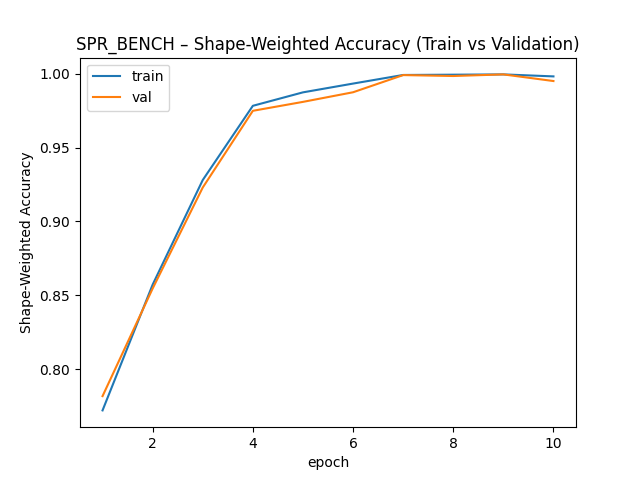 SPR_BENCH – Shape-Weighted Accuracy (Train vs Validation)
train
val
Shape-Weighted Accuracy
1.00
0.95
0.90
0.85
0.80
2 4 6 8 10
epoch